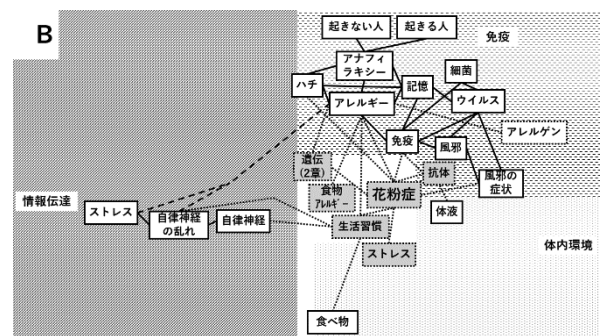 B
起きない人
起きる人
免疫
アナフィ
ラキシー
細菌
ハチ
記憶
アレルギー
ウイルス
アレルゲン
免疫
風邪
遺伝
(2章)
抗体
風邪の
症状
食物
アレルギー
花粉症
情報伝達
ストレス
自律神経
の乱れ
自律神経
生活習慣
体液
ストレス
体内環境
食べ物